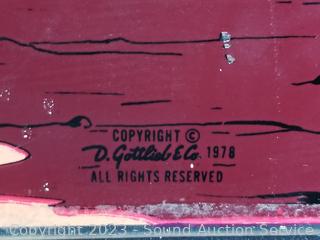 COPYRIGHT ©
D. Gottlieb & Co. 1978
ALL RIGHTS RESERVED
Copyright 2023 - Sound Auction Service